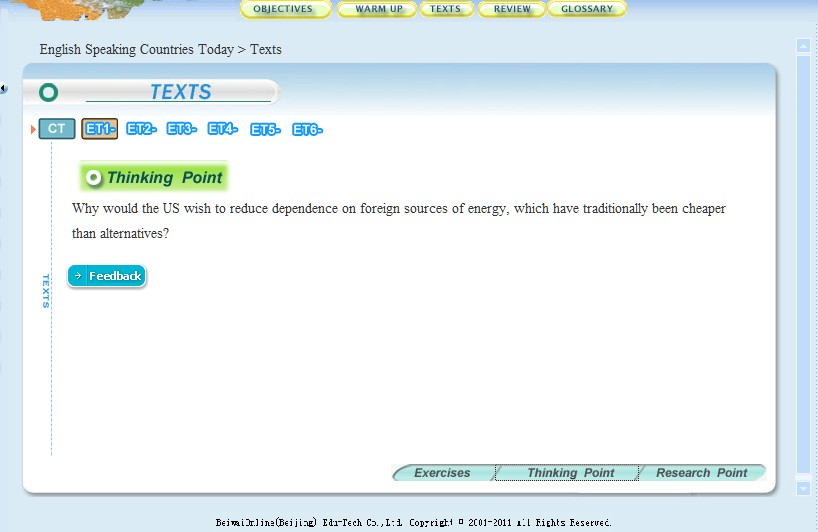 OBJECTIVES WARM UP TEXTS REVIEW GLOSSARY
English Speaking Countries Today > Texts
TEXTS
CT ET1- ET2- ET3- ET4- ET5- ET6-
Thinking Point
Why would the US wish to reduce dependence on foreign sources of energy, which have traditionally been cheaper
than alternatives?
Feedback
TEXTS
Exercises Thinking Point Research Point
BeiwaiOnline(Beijing) Edu-Tech Co.,Ltd. Copyright © 2001-2011 All Rights Reserved.